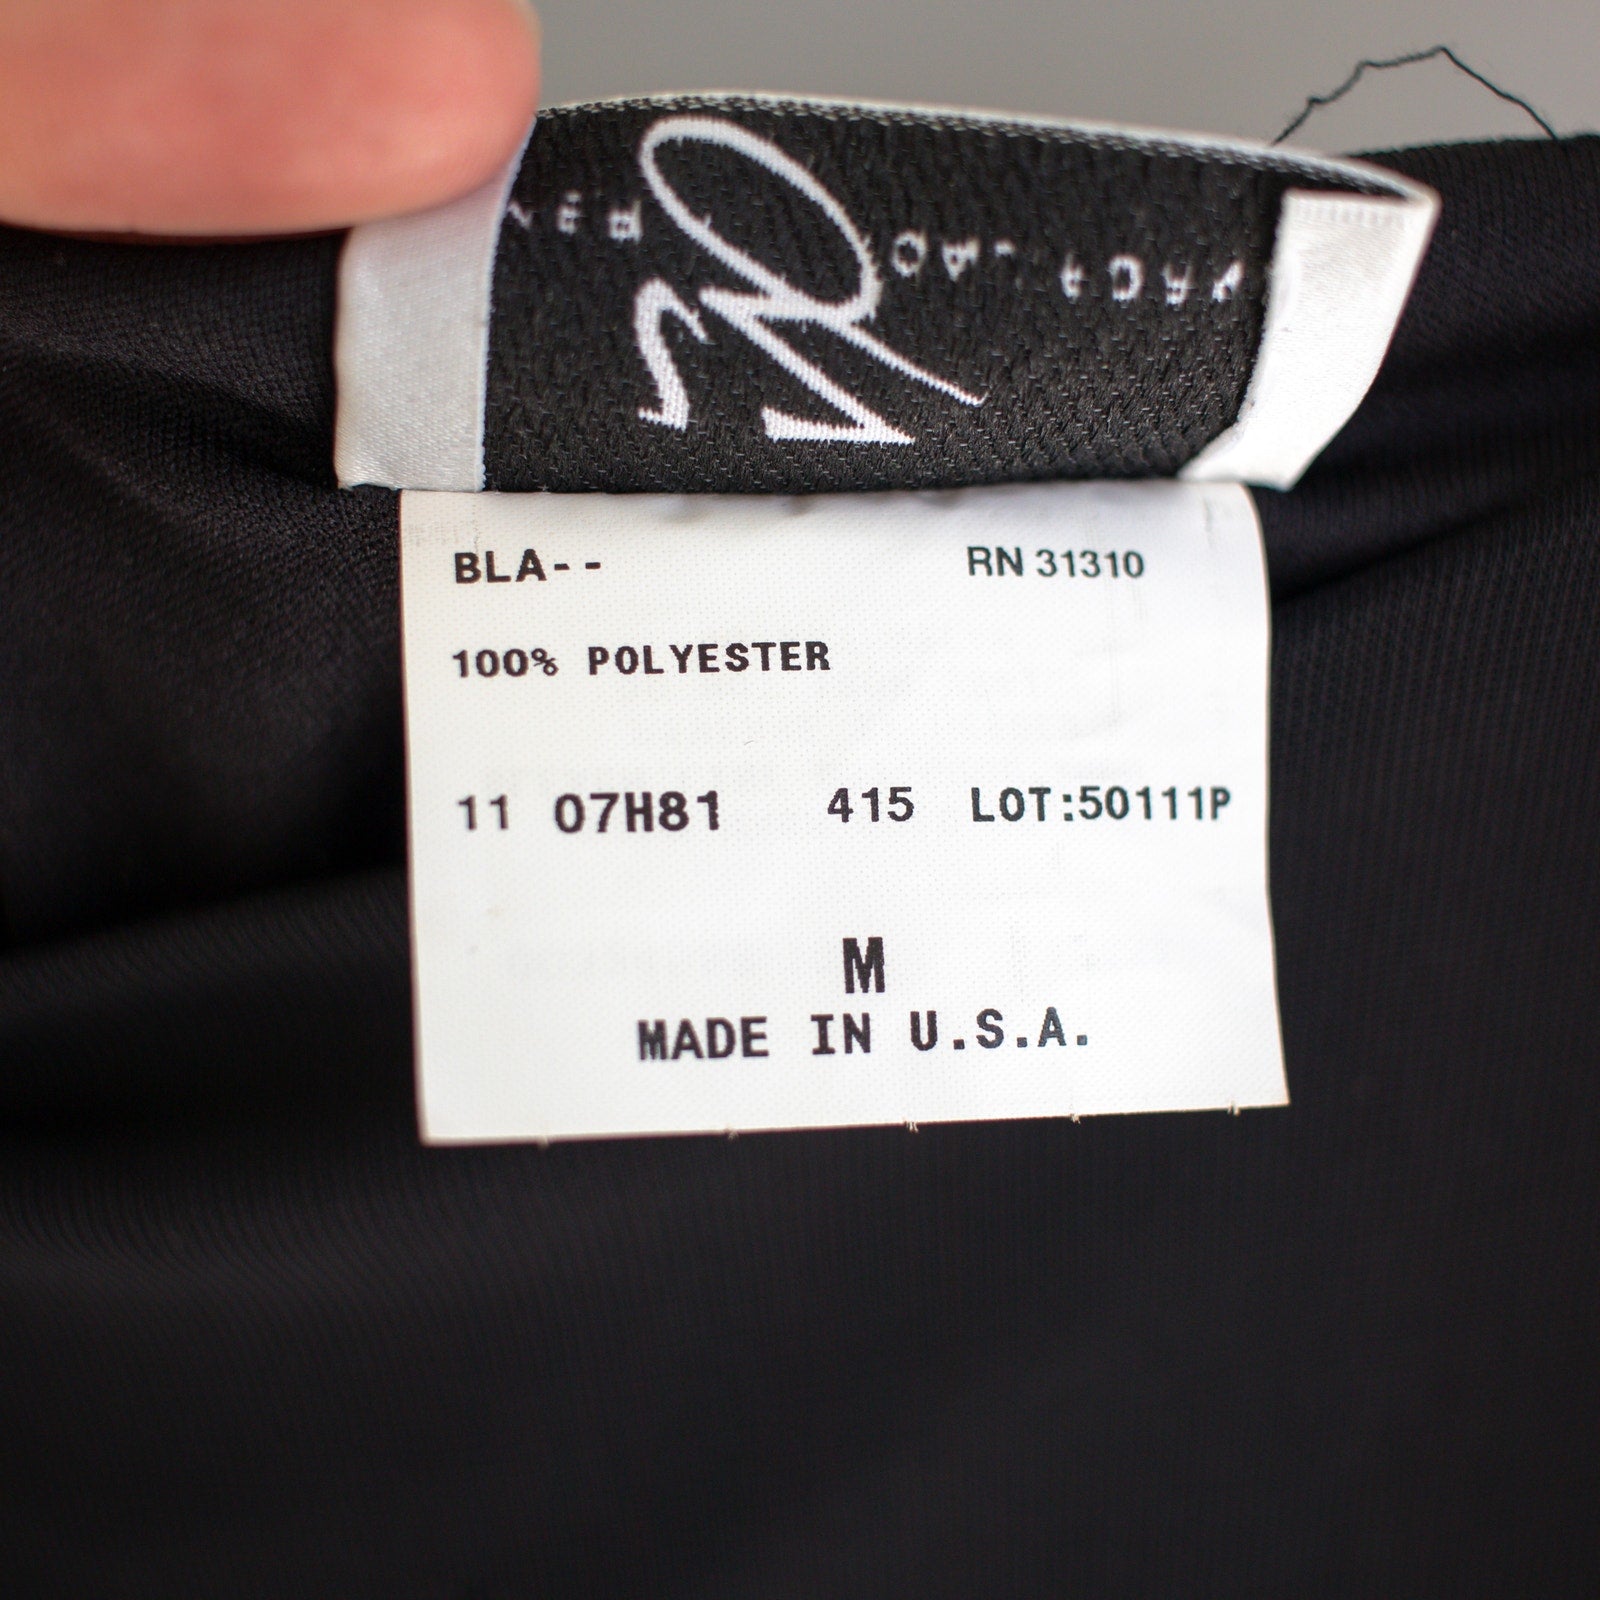 BLA-- RN 31310
100% POLYESTER
11 07H81 415 LOT:50111P
M
MADE IN U.S.A.